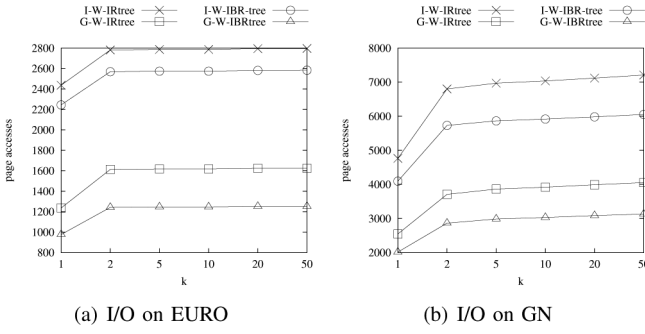 I-W-IRtree I-W-IBR-tree
G-W-IRtree G-W-IBRtree
2800
2600
2400
2200
2000
1800
1600
1400
1200
1000
800
page accesses
1 2 5 10 20 50
k
(a) I/O on EURO
I-W-IRtree I-W-IBR-tree
G-W-IRtree G-W-IBRtree
8000
7000
6000
5000
4000
3000
2000
page accesses
1 2 5 10 20 50
k
(b) I/O on GN